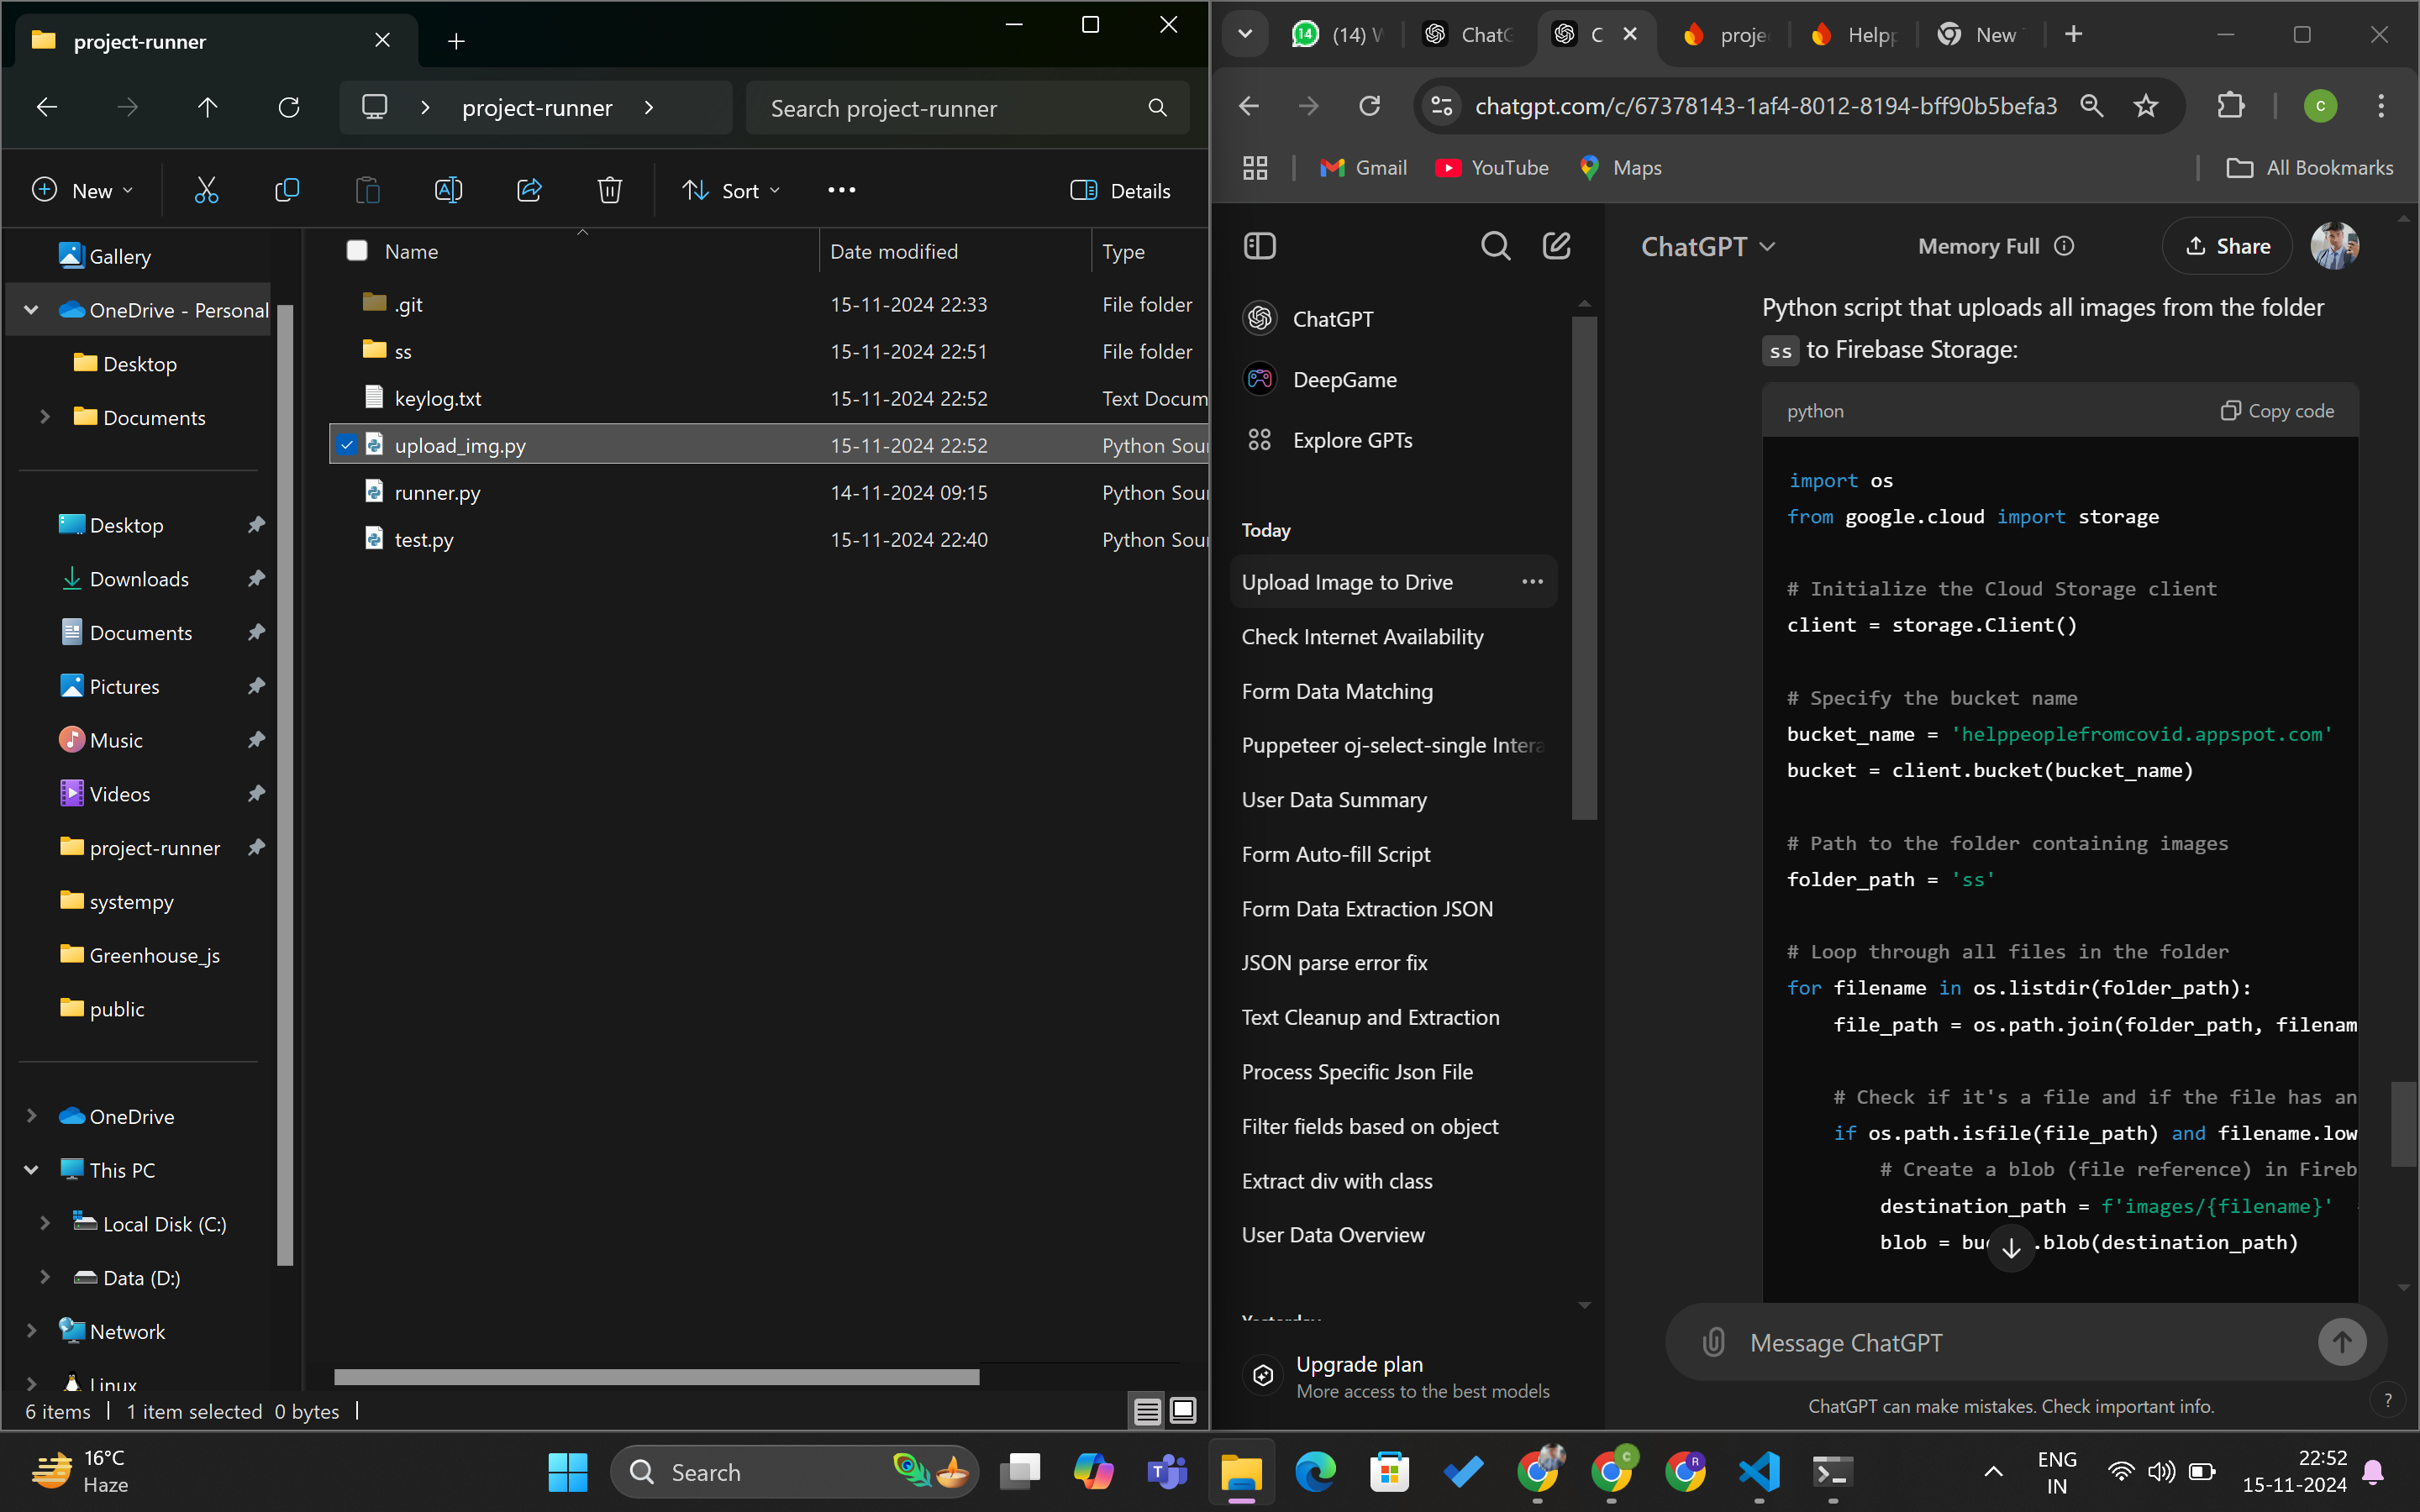 project-runner
project-runner
Search project-runner
New
Sort
Details
Gallery
OneDrive - Personal
Desktop
Documents
Desktop
Downloads
Documents
Pictures
Music
Videos
project-runner
systempy
Greenhouse_js
public
OneDrive
This PC
Local Disk (C:)
Data (D:)
Network
Linux
Name Date modified Type
.git 15-11-2024 22:33 File folder
ss 15-11-2024 22:51 File folder
keylog.txt 15-11-2024 22:52 Text Docum
upload_img.py 15-11-2024 22:52 Python Sou
runner.py 14-11-2024 09:15 Python Sou
test.py 15-11-2024 22:40 Python Sou
6 items 1 item selected 0 bytes
14 (14) W ChatG C proje Helpp New
chatgpt.com/c/67378143-1af4-8012-8194-bff90b5befa3 c
Gmail YouTube Maps All Bookmarks
ChatGPT
DeepGame
Explore GPTs
Today
Upload Image to Drive
Check Internet Availability
Form Data Matching
Puppeteer oj-select-single Intera
User Data Summary
Form Auto-fill Script
Form Data Extraction JSON
JSON parse error fix
Text Cleanup and Extraction
Process Specific Json File
Filter fields based on object
Extract div with class
User Data Overview
Yesterday
Upgrade plan
More access to the best models
ChatGPT Memory Full Share
Python script that uploads all images from the folder
ss to Firebase Storage:
python Copy code
import os
from google.cloud import storage
# Initialize the Cloud Storage client
client = storage.Client()
# Specify the bucket name
bucket_name = 'helppeoplefromcovid.appspot.com'
bucket = client.bucket(bucket_name)
# Path to the folder containing images
folder_path = 'ss'
# Loop through all files in the folder
for filename in os.listdir(folder_path):
file_path = os.path.join(folder_path, filenam
# Check if it's a file and if the file has an
if os.path.isfile(file_path) and filename.low
# Create a blob (file reference) in Fireb
destination_path = f'images/{filename}'
blob = bu .blob(destination_path)
Message ChatGPT
ChatGPT can make mistakes. Check important info.
?
16°C
Haze
Search
T
C
R
ENG
IN
22:52
15-11-2024